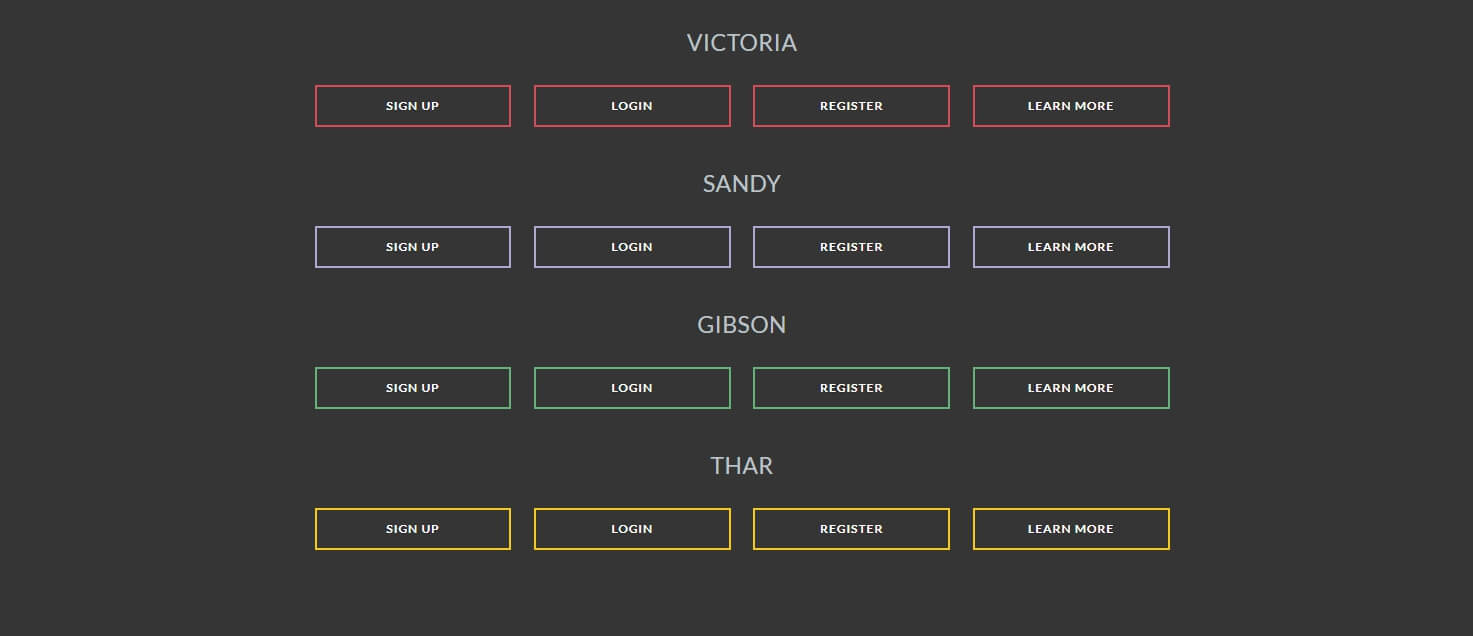 VICTORIA
SIGN UP LOGIN REGISTER LEARN MORE
SANDY
SIGN UP LOGIN REGISTER LEARN MORE
GIBSON
SIGN UP LOGIN REGISTER LEARN MORE
THAR
SIGN UP LOGIN REGISTER LEARN MORE